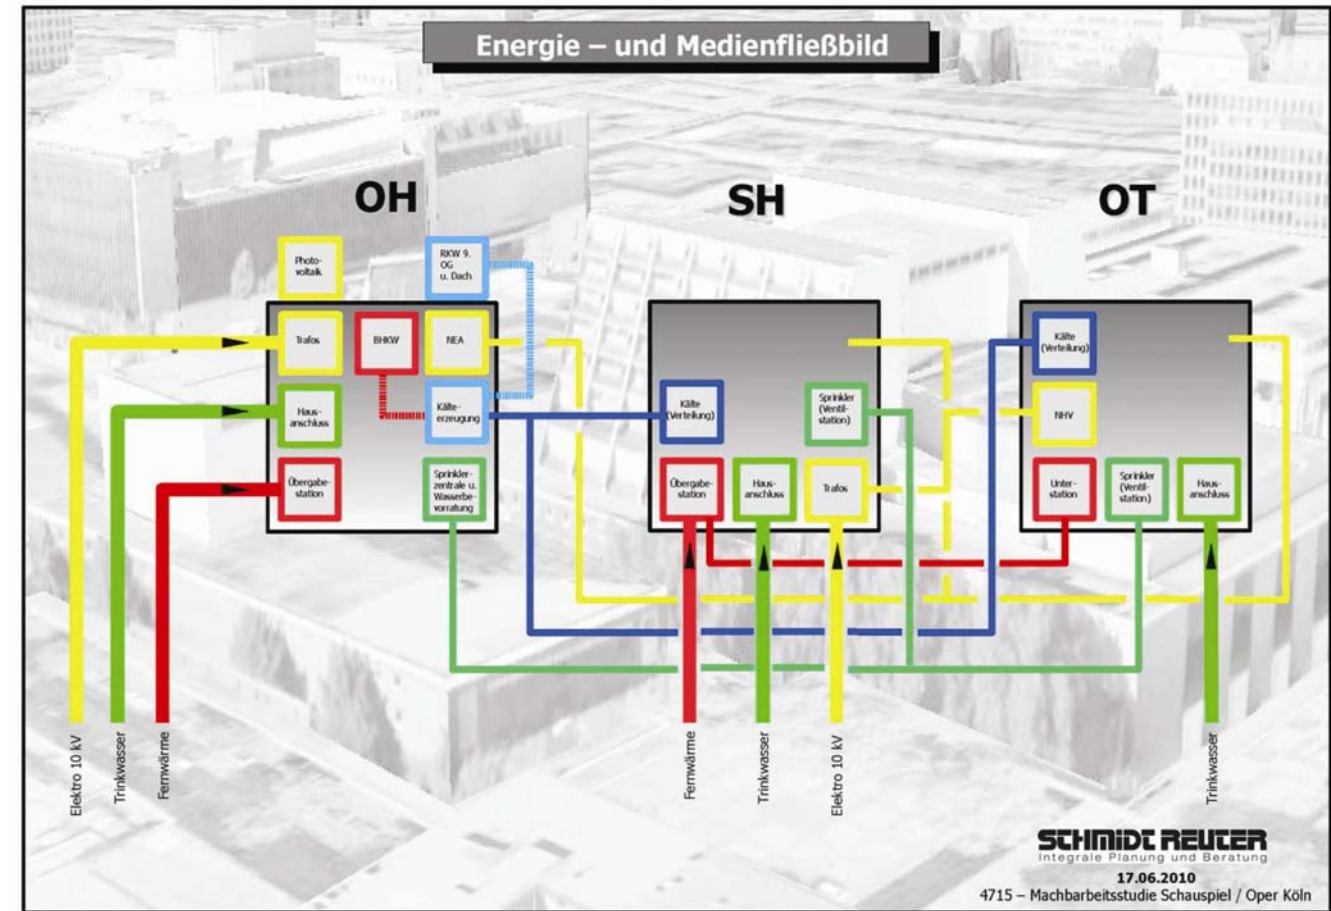 Energie – und Medienfließbild
OH
SH
OT
Photo-
voltaik
RKW 9.
OG
u. Dach
Trafos
BHKW
NEA
Haus-
anschluss
Kälte-
erzeugung
Übergabe-
station
Sprinkler-
zentrale u.
Wasserbe-
vorratung
Kälte
(Verteilung)
Sprinkler
(Ventil-
station)
Übergabe-
station
Haus-
anschluss
Trafos
Kälte
(Verteilung)
NHV
Unter-
station
Sprinkler
(Ventil-
station)
Haus-
anschluss
Elektro 10 kV
Trinkwasser
Fernwärme
Fernwärme
Trinkwasser
Elektro 10 kV
Trinkwasser
SCHMIDT REUTER
Integrale Planung und Beratung
17.06.2010
4715 – Machbarkeitsstudie Schauspiel / Oper Köln